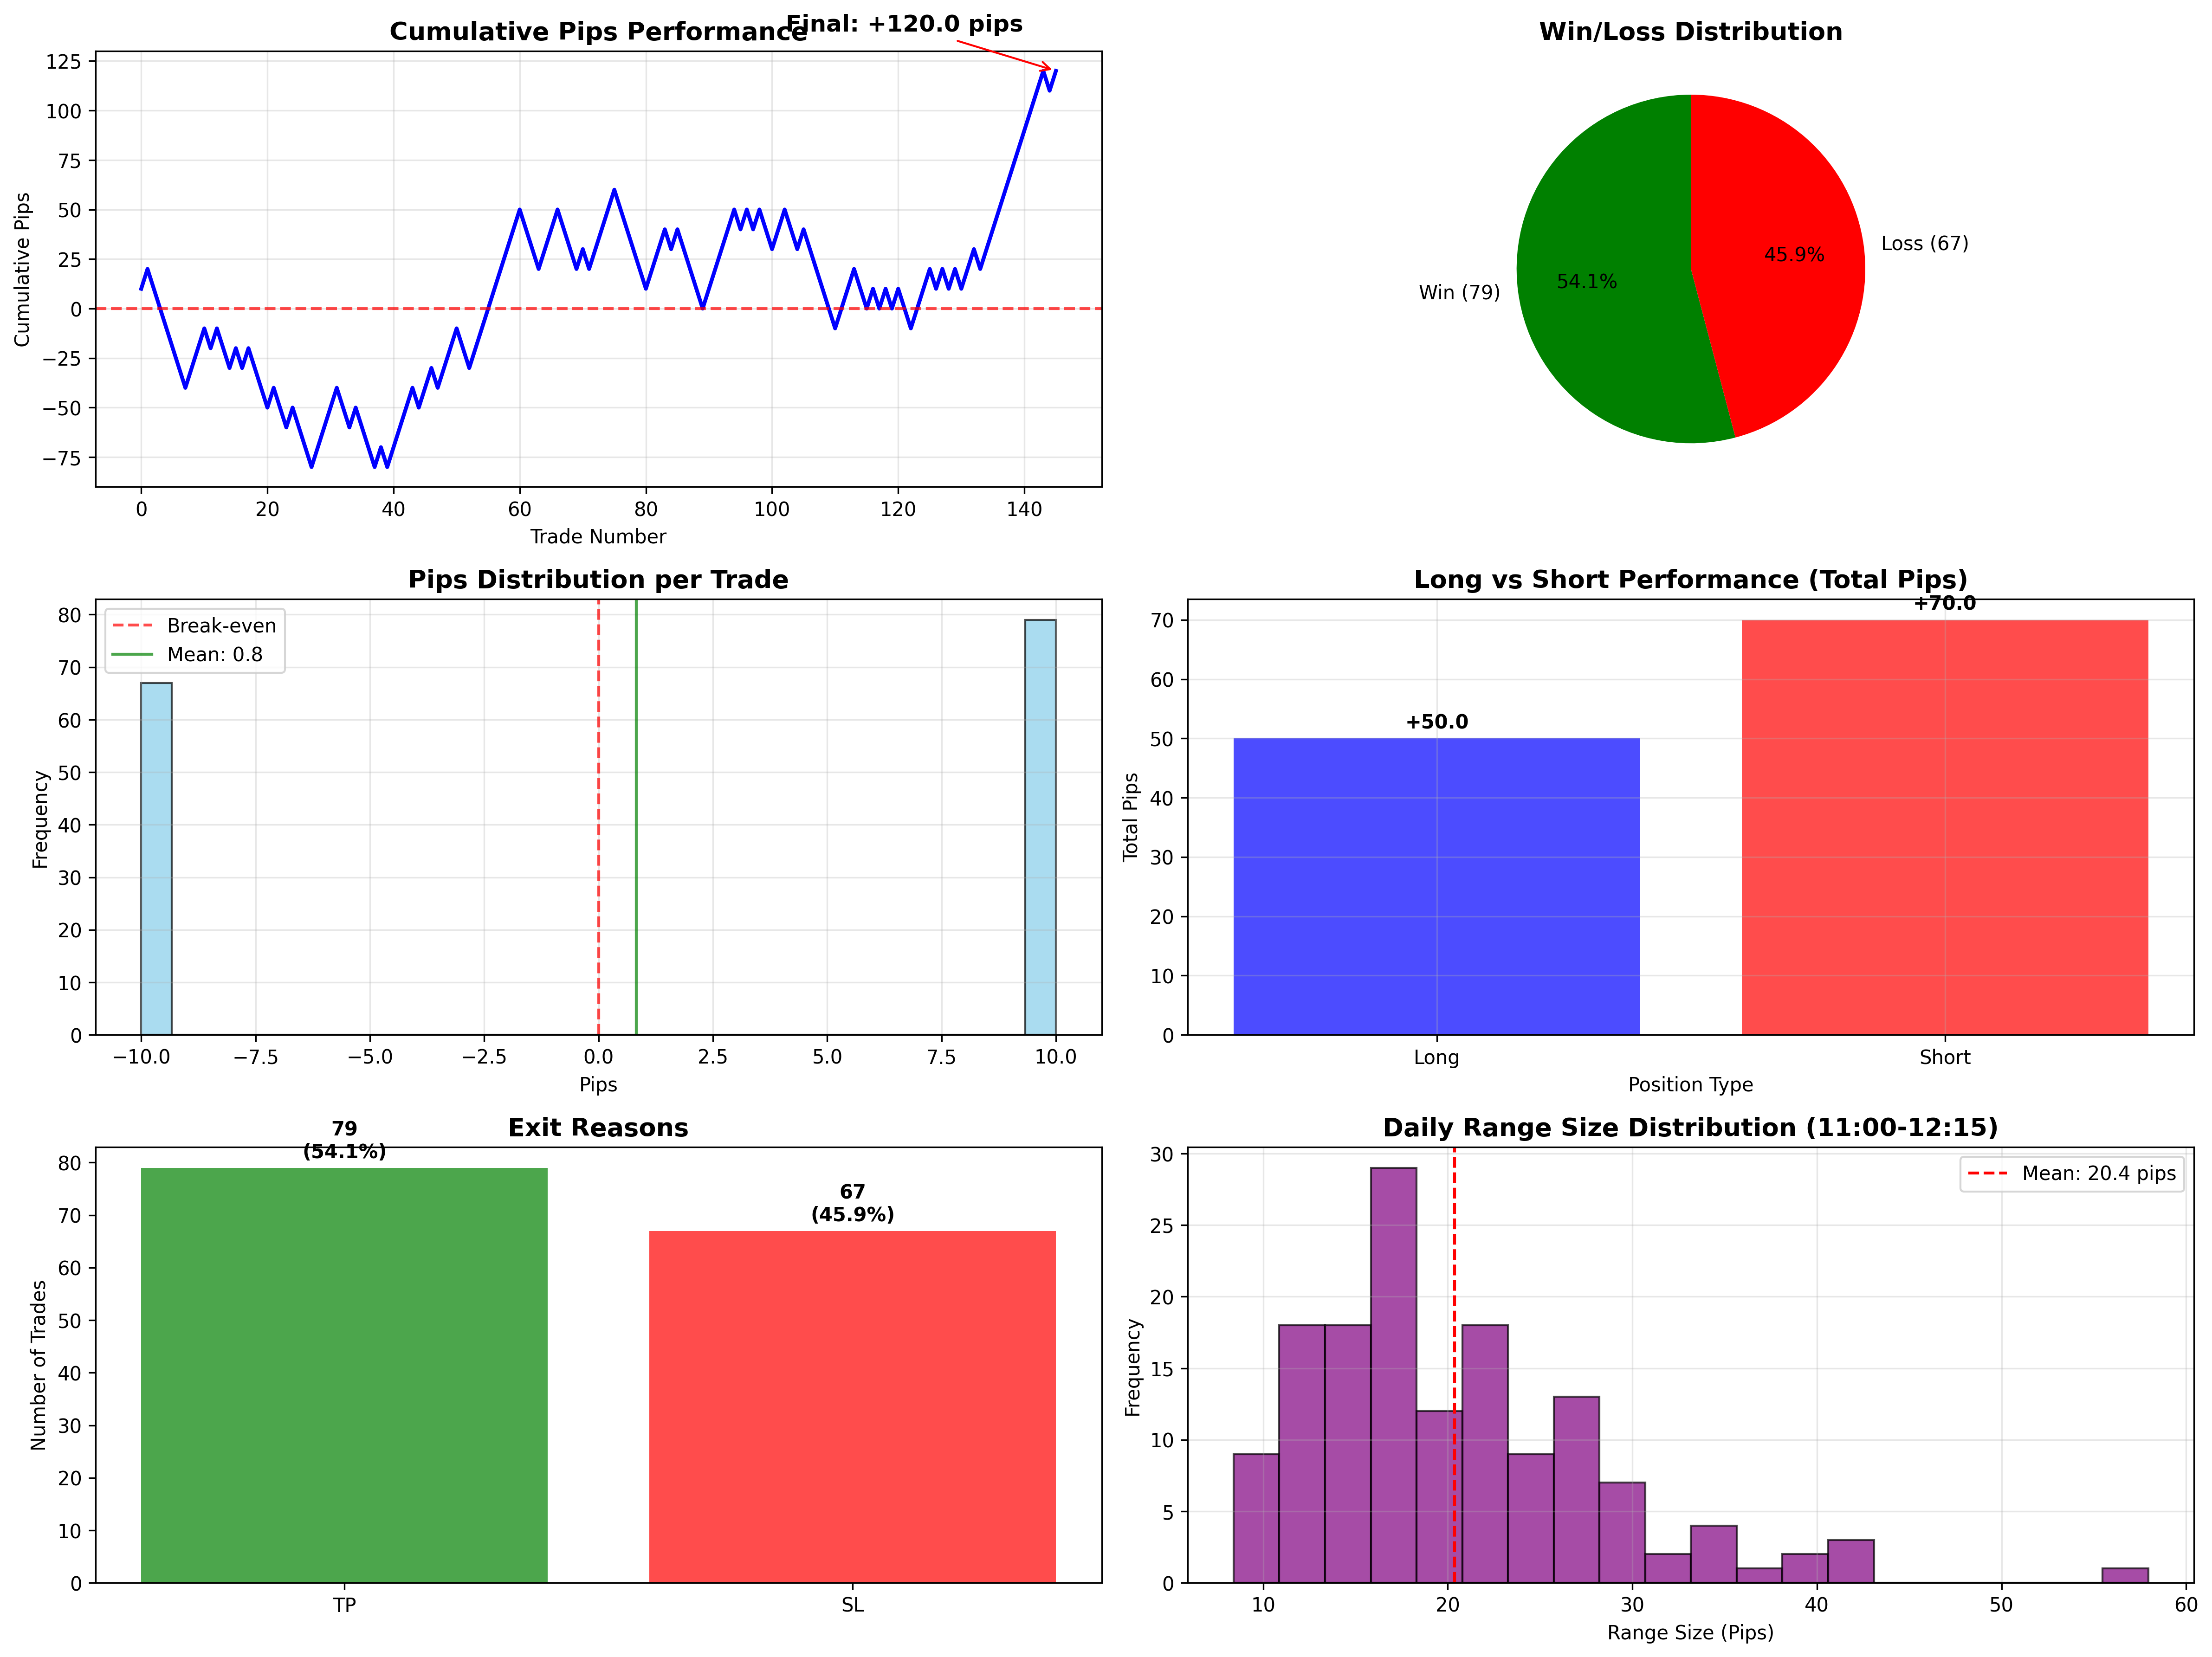 Cumulative Pips Performance
Final: +120.0 pips
125
100
75
50
25
0
−25
−50
−75
Cumulative Pips
0 20 40 60 80 100 120 140
Trade Number
Win/Loss Distribution
Win (79)
54.1%
45.9%
Loss (67)
Pips Distribution per Trade
Break-even
Mean: 0.8
80
70
60
50
40
30
20
10
0
Frequency
−10.0 −7.5 −5.0 −2.5 0.0 2.5 5.0 7.5 10.0
Pips
Long vs Short Performance (Total Pips)
+50.0
+70.0
70
60
50
40
30
20
10
0
Total Pips
Long Short
Position Type
Exit Reasons
79
(54.1%)
67
(45.9%)
80
70
60
50
40
30
20
10
0
Number of Trades
TP SL
Daily Range Size Distribution (11:00-12:15)
Mean: 20.4 pips
30
25
20
15
10
5
0
Frequency
10 20 30 40 50 60
Range Size (Pips)